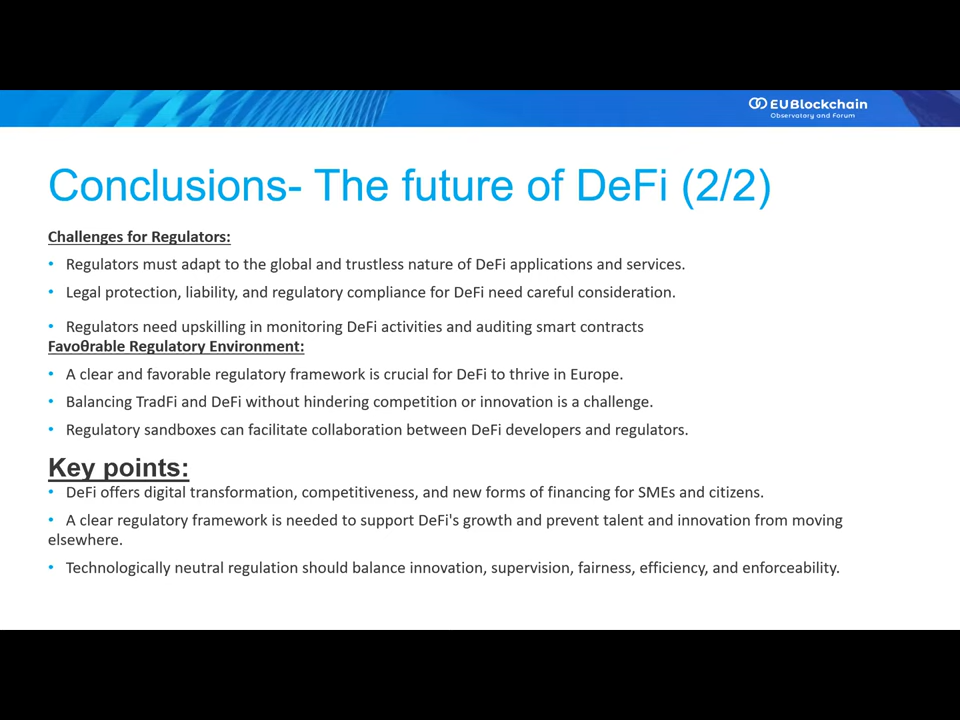 EUBlockchain
Observatory and Forum
Conclusions- The future of DeFi (2/2)
Challenges for Regulators:
• Regulators must adapt to the global and trustless nature of DeFi applications and services.
• Legal protection, liability, and regulatory compliance for DeFi need careful consideration.
• Regulators need upskilling in monitoring DeFi activities and auditing smart contracts
Favoθrable Regulatory Environment:
• A clear and favorable regulatory framework is crucial for DeFi to thrive in Europe.
• Balancing TradFi and DeFi without hindering competition or innovation is a challenge.
• Regulatory sandboxes can facilitate collaboration between DeFi developers and regulators.
Key points:
• DeFi offers digital transformation, competitiveness, and new forms of financing for SMEs and citizens.
• A clear regulatory framework is needed to support DeFi's growth and prevent talent and innovation from moving
elsewhere.
• Technologically neutral regulation should balance innovation, supervision, fairness, efficiency, and enforceability.